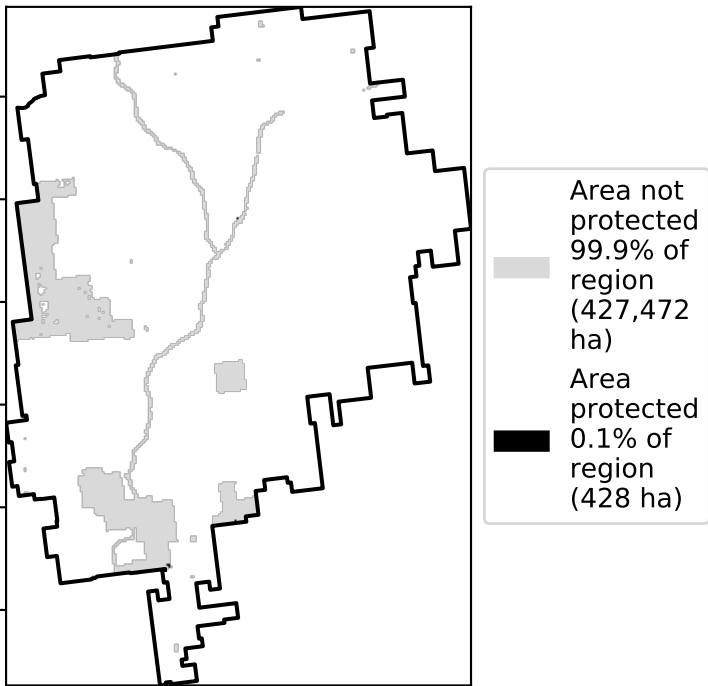 Area not
protected
99.9% of
region
(427,472
ha)
Area
protected
0.1% of
region
(428 ha)